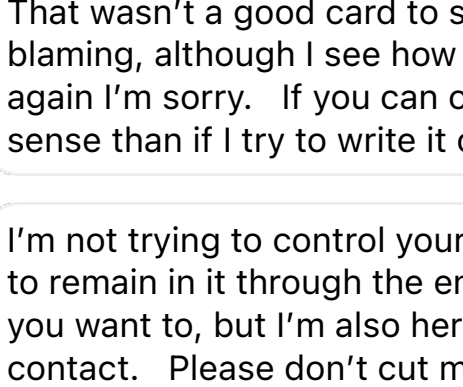 That wasn’t a good card to s
blaming, although I see how
again I’m sorry.   If you can c
sense than if I try to write it
I’m not trying to control your
to remain in it through the
you want to, but I’m also her
contact.   Please don’t cut